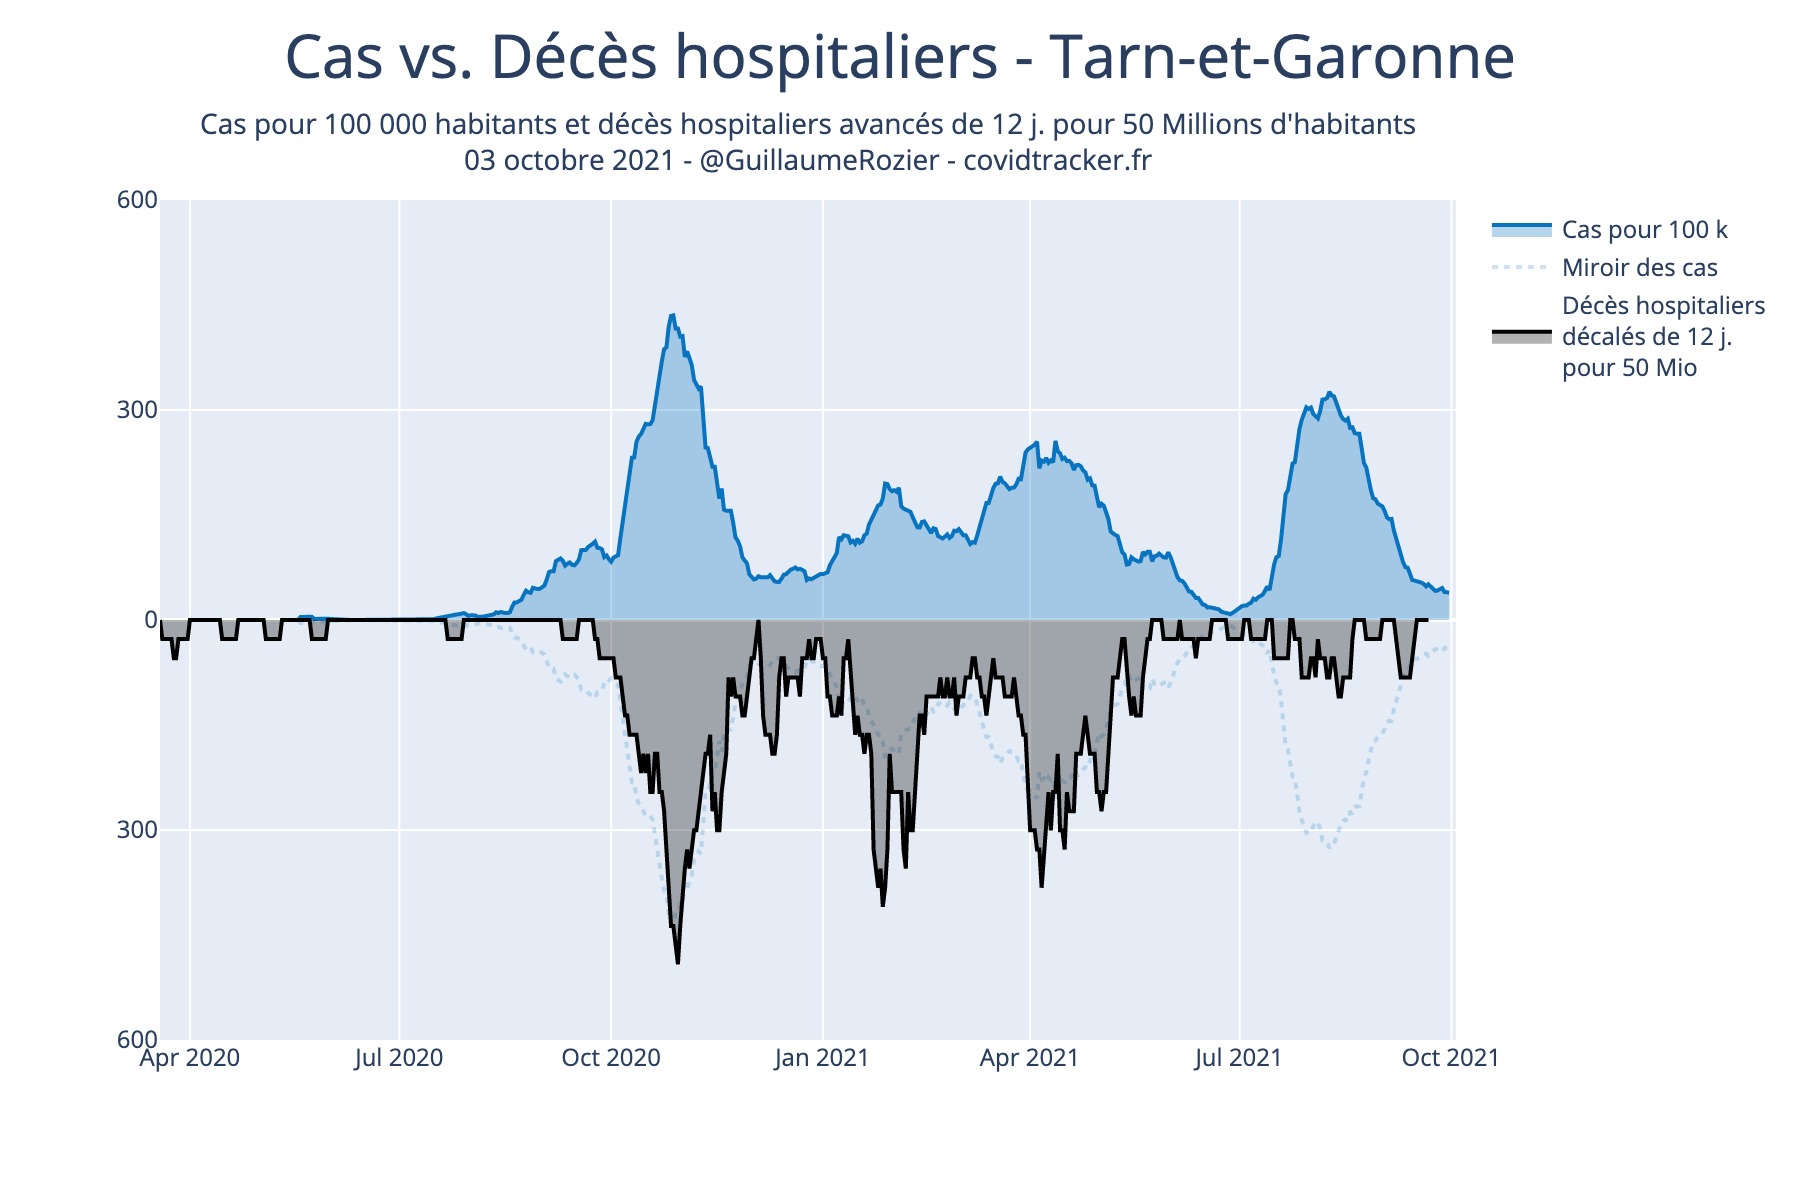 Cas vs. Décès hospitaliers - Tarn-et-Garonne
Cas pour 100 000 habitants et décès hospitaliers avancés de 12 j. pour 50 Millions d'habitants
03 octobre 2021 - @GuillaumeRozier - covidtracker.fr
600
300
0
300
600
Apr 2020
Jul 2020
Oct 2020
Jan 2021
Apr 2021
Jul 2021
Oct 2021
Cas pour 100 k
Miroir des cas
Décès hospitaliers
décalés de 12 j.
pour 50 Mio